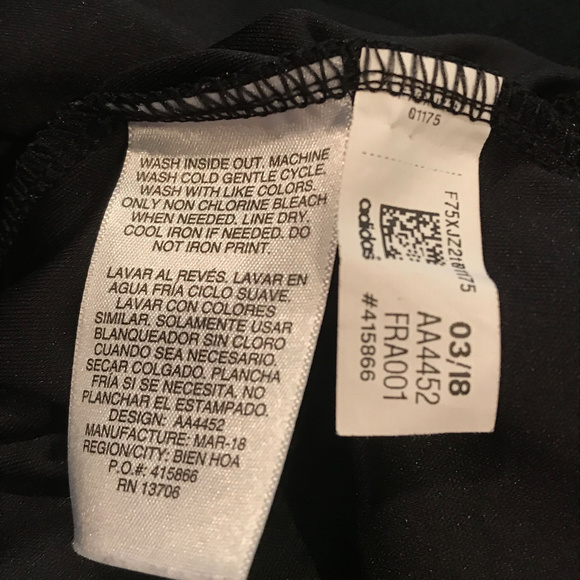 WASH INSIDE OUT. MACHINE
WASH COLD GENTLE CYCLE.
WASH WITH LIKE COLORS.
ONLY NON CHLORINE BLEACH
WHEN NEEDED. LINE DRY.
COOL IRON IF NEEDED. DO
NOT IRON PRINT.
LAVAR AL REVÉS. LAVAR EN
AGUA FRÍA CICLO SUAVE.
LAVAR CON COLORES
SIMILAR. SOLAMENTE USAR
BLANQUEADOR SIN CLORO
CUANDO SEA NECESARIO.
SECAR COLGADO. PLANCHA
FRÍA SI SE NECESITA. NO
PLANCHAR EL ESTAMPADO.
DESIGN: AA4452
MANUFACTURE: MAR-18
REGION/CITY: BIEN HOA
P.O.#: 415866
RN 13706
Q1175
adidas
03/18
AA4452
FRA001
#415866